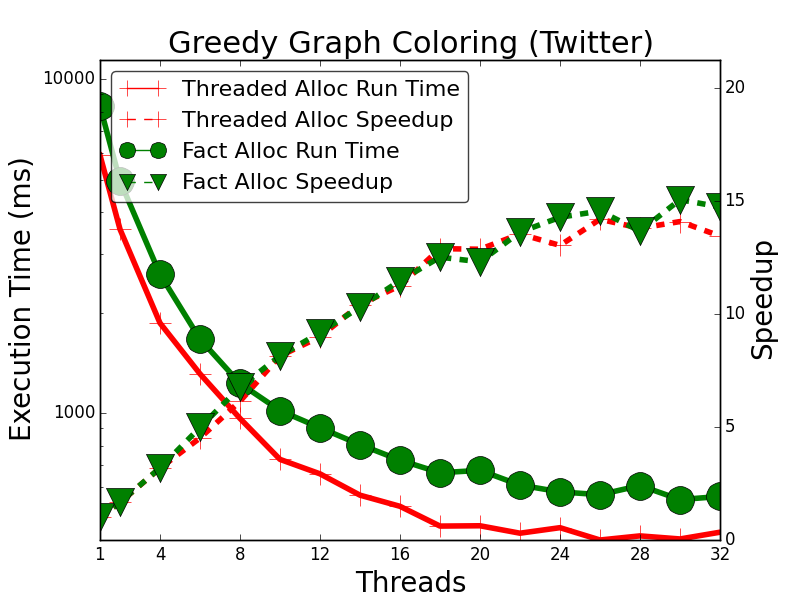 Greedy Graph Coloring (Twitter)
Threaded Alloc Run Time
Threaded Alloc Speedup
Fact Alloc Run Time
Fact Alloc Speedup
Execution Time (ms)
10000
1000
20
15
10
5
0
Speedup
1 4 8 12 16 20 24 28 32
Threads